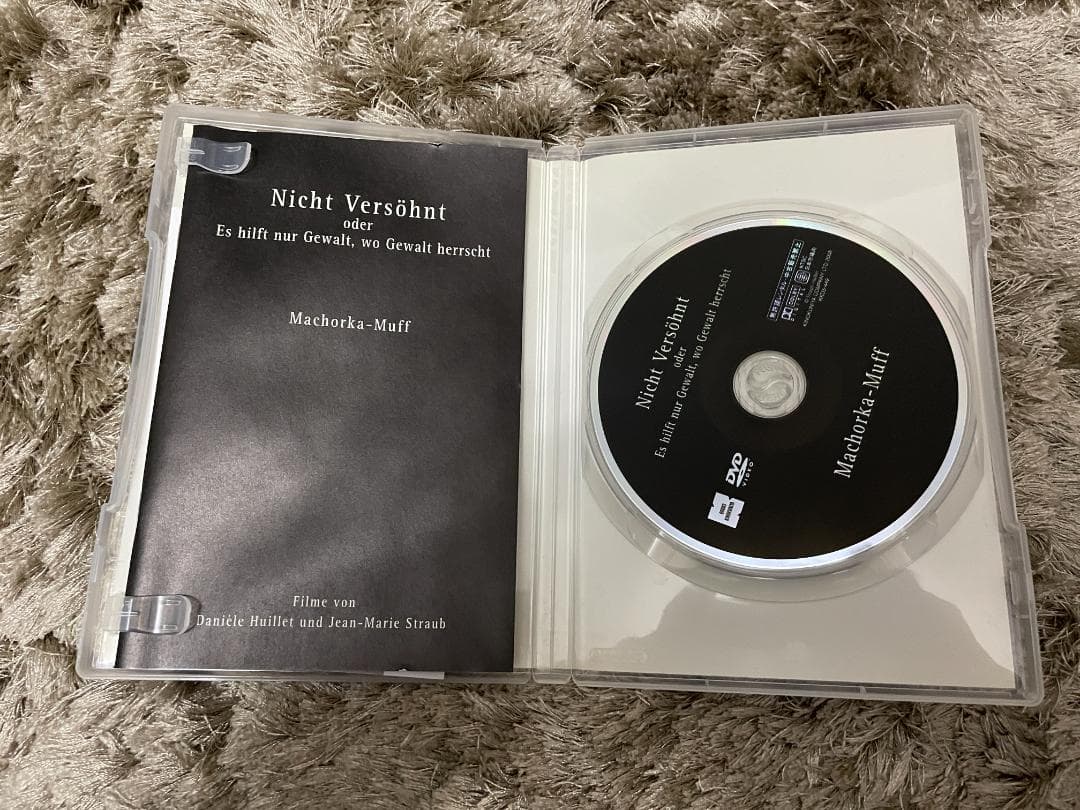 Nicht Versöhnt
oder
Es hilft nur Gewalt, wo Gewalt herrscht
Machorka-Muff
Filme von
Danièle Huillet und Jean-Marie Straub
Nicht Versöhnt
oder
Es hilft nur Gewalt, wo Gewalt herrscht
Machorka-Muff
DVD
VIDEO